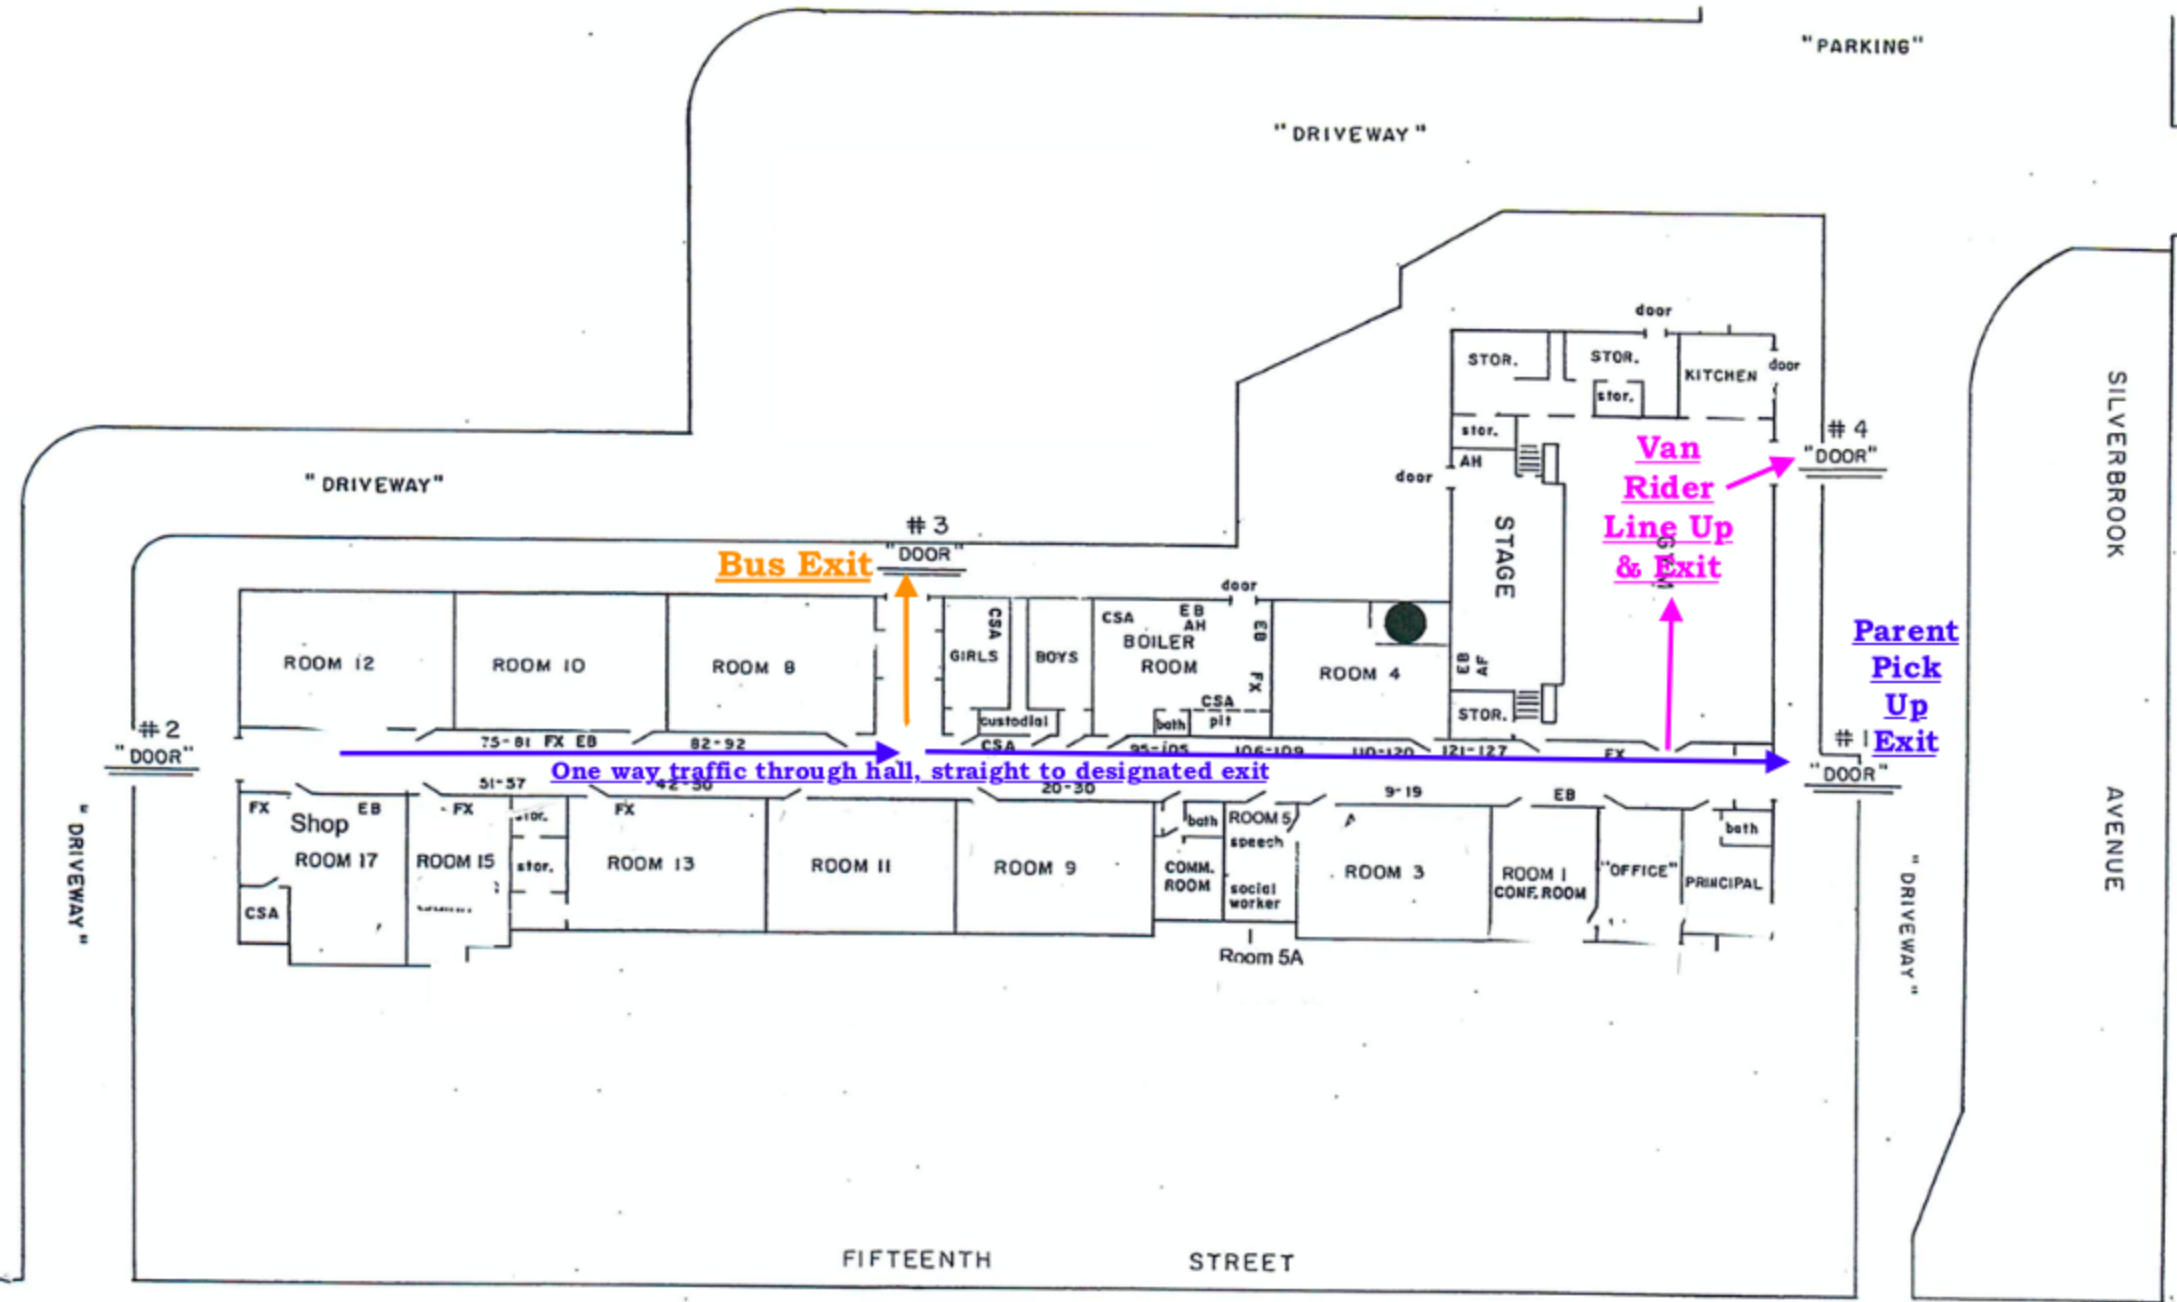 "PARKING"
"DRIVEWAY"
door
STOR.
STOR.
KITCHEN
door
stor.
stor.
AH
door
STAGE
GYM
Van
Rider
Line Up
& Exit
# 4
"DOOR"
SILVERBROOK
AVENUE
"DRIVEWAY"
# 3
"DOOR"
Bus Exit
door
ROOM 12
ROOM 10
ROOM 8
CSA
GIRLS
BOYS
custodial
CSA
CSA
EB
AH
BOILER
ROOM
EB
FX
CSA
bath
pit
ROOM 4
EB
AF
STOR.
Parent
Pick
Up
Exit
# 1
"DOOR"
# 2
"DOOR"
75-81 FX EB
82-92
95-105
106-109
110-120
121-127
FX
One way traffic through hall, straight to designated exit
51-57
20-30
9-19
EB
FX
EB
Shop
ROOM 17
CSA
FX
ROOM 15
stor.
FX
ROOM 13
ROOM 11
ROOM 9
bath
COMM.
ROOM
ROOM 5
speech
social
worker
Room 5A
ROOM 3
ROOM 1
CONF. ROOM
"OFFICE"
bath
PRINCIPAL
"DRIVEWAY"
"DRIVEWAY"
FIFTEENTH STREET